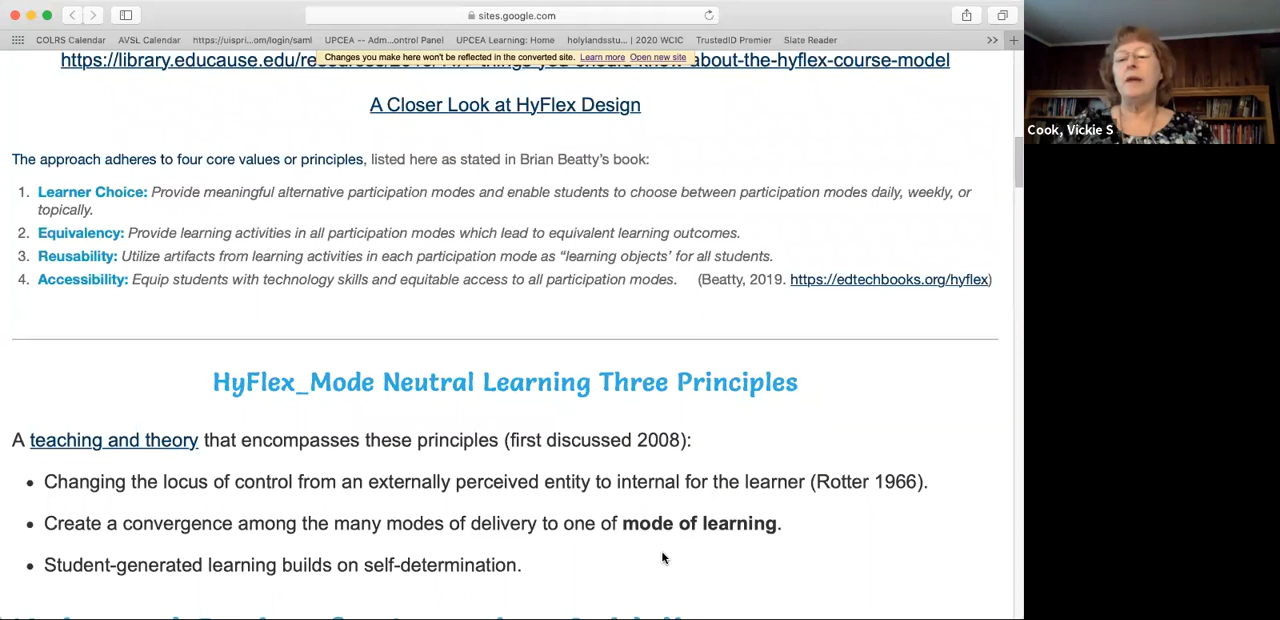 sites.google.com
COLRS Calendar AVSL Calendar https://uispri...om/login/saml UPCEA -- Adm...ontrol Panel UPCEA Learning: Home holylandsstu... | 2020 WCIC TrustedID Premier Slate Reader
Changes you make here won't be reflected in the converted site. Learn more Open new site
about-the-hyflex-course-model
A Closer Look at HyFlex Design
Cook, Vickie S
The approach adheres to four core values or principles, listed here as stated in Brian Beatty's book:
1. Learner Choice: Provide meaningful alternative participation modes and enable students to choose between participation modes daily, weekly, or
topically.
2. Equivalency: Provide learning activities in all participation modes which lead to equivalent learning outcomes.
3. Reusability: Utilize artifacts from learning activities in each participation mode as "learning objects' for all students.
4. Accessibility: Equip students with technology skills and equitable access to all participation modes. (Beatty, 2019. https://edtechbooks.org/hyflex)
HyFlex_Mode Neutral Learning Three Principles
A teaching and theory that encompasses these principles (first discussed 2008):
• Changing the locus of control from an externally perceived entity to internal for the learner (Rotter 1966).
• Create a convergence among the many modes of delivery to one of mode of learning.
• Student-generated learning builds on self-determination.